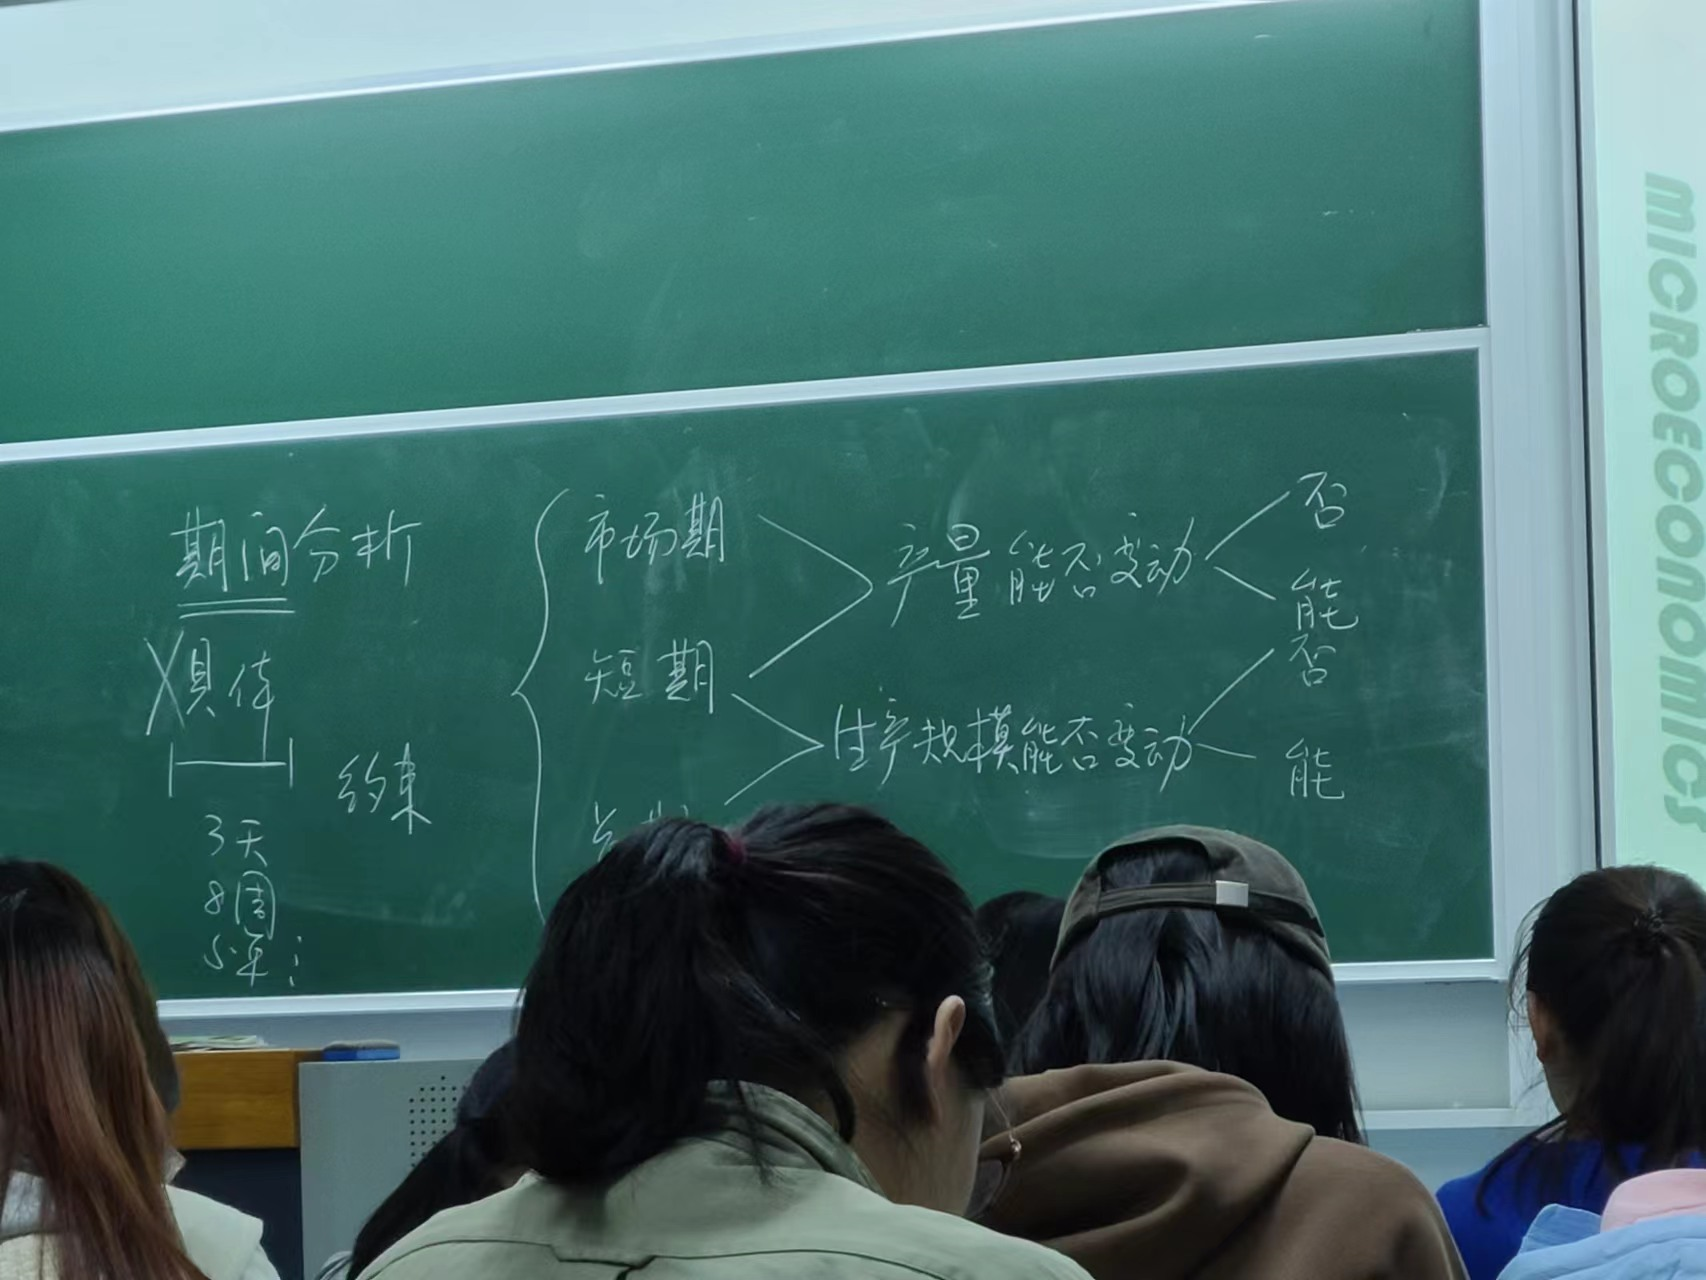 期间分析
X具体
约束
3天
8周
5年
市场期
短期
产量能否变动
否
能
生产规模能否变动
否
能
MICROECONOMICS